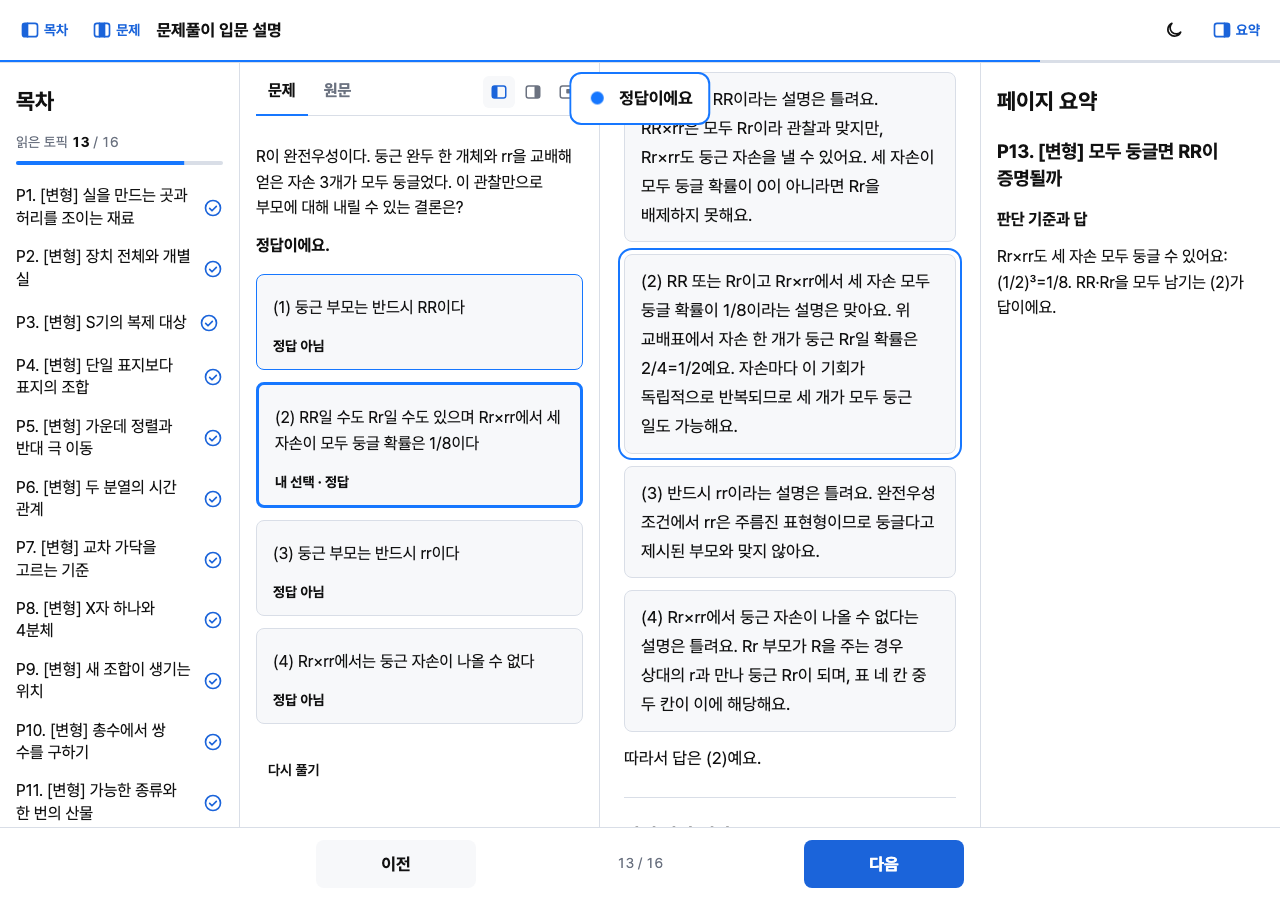 목차
문제
문제풀이 입문 설명
요약
목차
읽은 토픽 13 / 16
P1. [변형] 실을 만드는 곳과
허리를 조이는 재료
P2. [변형] 장치 전체와 개별
실
P3. [변형] S기의 복제 대상
P4. [변형] 단일 표지보다
표지의 조합
P5. [변형] 가운데 정렬과
반대 극 이동
P6. [변형] 두 분열의 시간
관계
P7. [변형] 교차 가닥을
고르는 기준
P8. [변형] X자 하나와
4분체
P9. [변형] 새 조합이 생기는
위치
P10. [변형] 총수에서 쌍
수를 구하기
P11. [변형] 가능한 종류와
한 번의 산물
문제
원문
R이 완전우성이다. 둥근 완두 한 개체와 rr을 교배해
얻은 자손 3개가 모두 둥글었다. 이 관찰만으로
부모에 대해 내릴 수 있는 결론은?
정답이에요.
(1) 둥근 부모는 반드시 RR이다
정답 아님
(2) RR일 수도 Rr일 수도 있으며 Rr×rr에서 세
자손이 모두 둥글 확률은 1/8이다
내 선택 · 정답
(3) 둥근 부모는 반드시 rr이다
정답 아님
(4) Rr×rr에서는 둥근 자손이 나올 수 없다
정답 아님
다시 풀기
정답이에요
RR이라는 설명은 틀려요.
RR×rr은 모두 Rr이라 관찰과 맞지만,
Rr×rr도 둥근 자손을 낼 수 있어요. 세 자손이
모두 둥글 확률이 0이 아니라면 Rr을
배제하지 못해요.
(2) RR 또는 Rr이고 Rr×rr에서 세 자손 모두
둥글 확률이 1/8이라는 설명은 맞아요. 위
교배표에서 자손 한 개가 둥근 Rr일 확률은
2/4=1/2예요. 자손마다 이 기회가
독립적으로 반복되므로 세 개가 모두 둥근
일도 가능해요.
(3) 반드시 rr이라는 설명은 틀려요. 완전우성
조건에서 rr은 주름진 표현형이므로 둥글다고
제시된 부모와 맞지 않아요.
(4) Rr×rr에서 둥근 자손이 나올 수 없다는
설명은 틀려요. Rr 부모가 R을 주는 경우
상대의 r과 만나 둥근 Rr이 되며, 표 네 칸 중
두 칸이 이에 해당해요.
따라서 답은 (2)예요.
페이지 요약
P13. [변형] 모두 둥글면 RR이
증명될까
판단 기준과 답
Rr×rr도 세 자손 모두 둥글 수 있어요:
(1/2)³=1/8. RR·Rr을 모두 남기는 (2)가
답이에요.
이전
13 / 16
다음